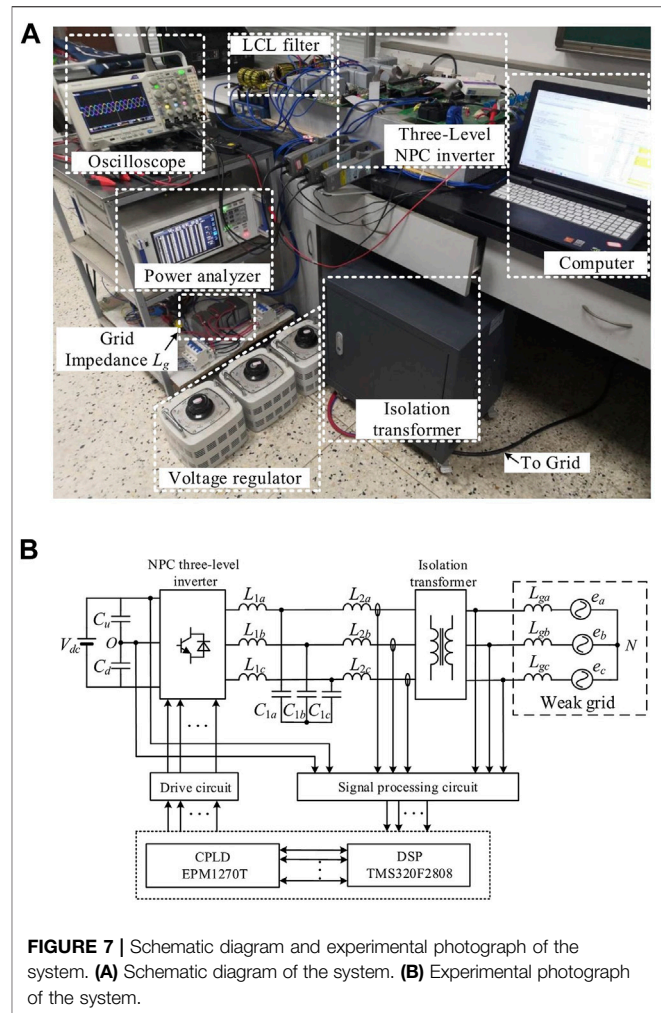 A
LCL filter
Oscilloscope
Three-Level
NPC inverter
Power analyzer
Computer
Grid
Impedance Lg
Isolation
transformer
Voltage regulator
To Grid
B
NPC three-level
inverter
Isolation
transformer
L1a
L2a
Lga
ea
Cu
Vdc
O
L1b
L2b
Lgb
eb
N
Cd
L1c
L2c
Lgc
ec
C1a
C1b
C1c
Weak grid
...
Drive circuit
Signal processing circuit
...
...
CPLD
EPM1270T
...
DSP
TMS320F2808
FIGURE 7 | Schematic diagram and experimental photograph of the
system. (A) Schematic diagram of the system. (B) Experimental photograph
of the system.